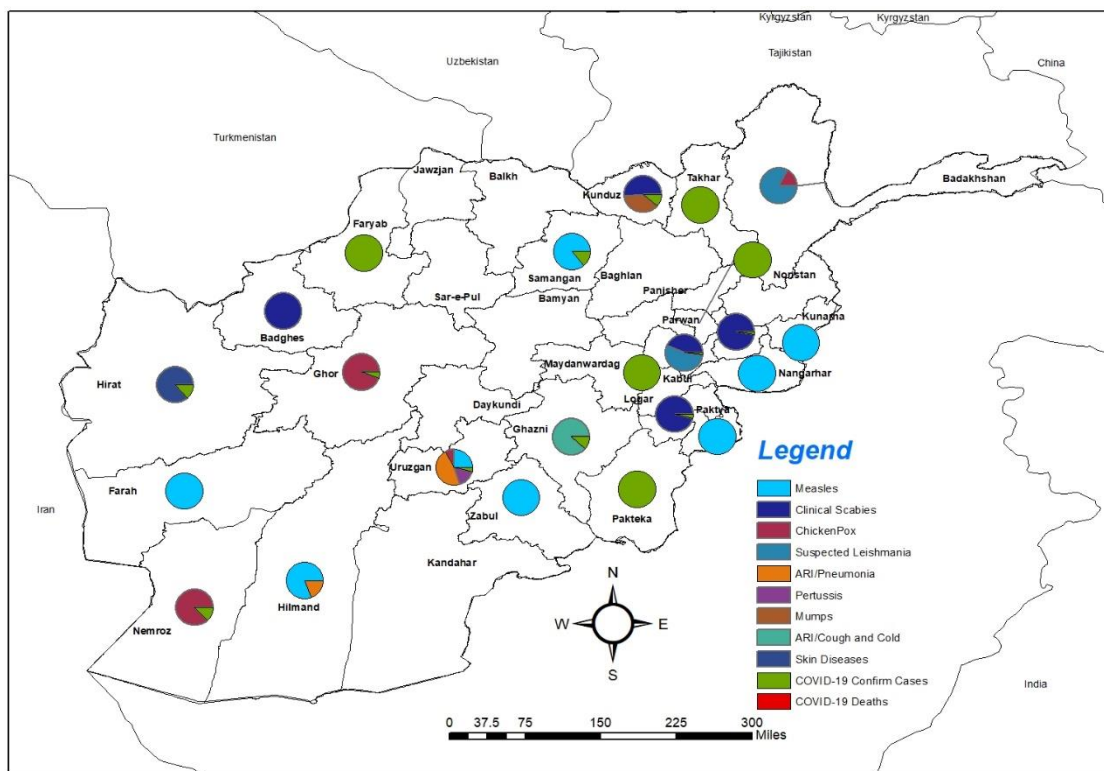 Kyrgyzstan
Kyrgyzstan
Tajikistan
Uzbekistan
China
Turkmenistan
Jawzjan
Balkh
Kunduz
Takhar
Badakhshan
Faryab
Samangan
Baghlan
Noristan
Sar-e-Pul
Bamyan
Panjsher
Parwan
Kunarha
Badghes
Hirat
Ghor
Maydanwardag
Kabul
Nangarhar
Logar
Daykundi
Paktya
Ghazni
Uruzgan
Farah
Zabul
Pakteka
Iran
Kandahar
Hilmand
Nemroz
N
W
E
S
0 37.5 75 150 225 300
Miles
India
Legend
Measles
Clinical Scabies
ChickenPox
Suspected Leishmania
ARI/Pneumonia
Pertussis
Mumps
ARI/Cough and Cold
Skin Diseases
COVID-19 Confirm Cases
COVID-19 Deaths